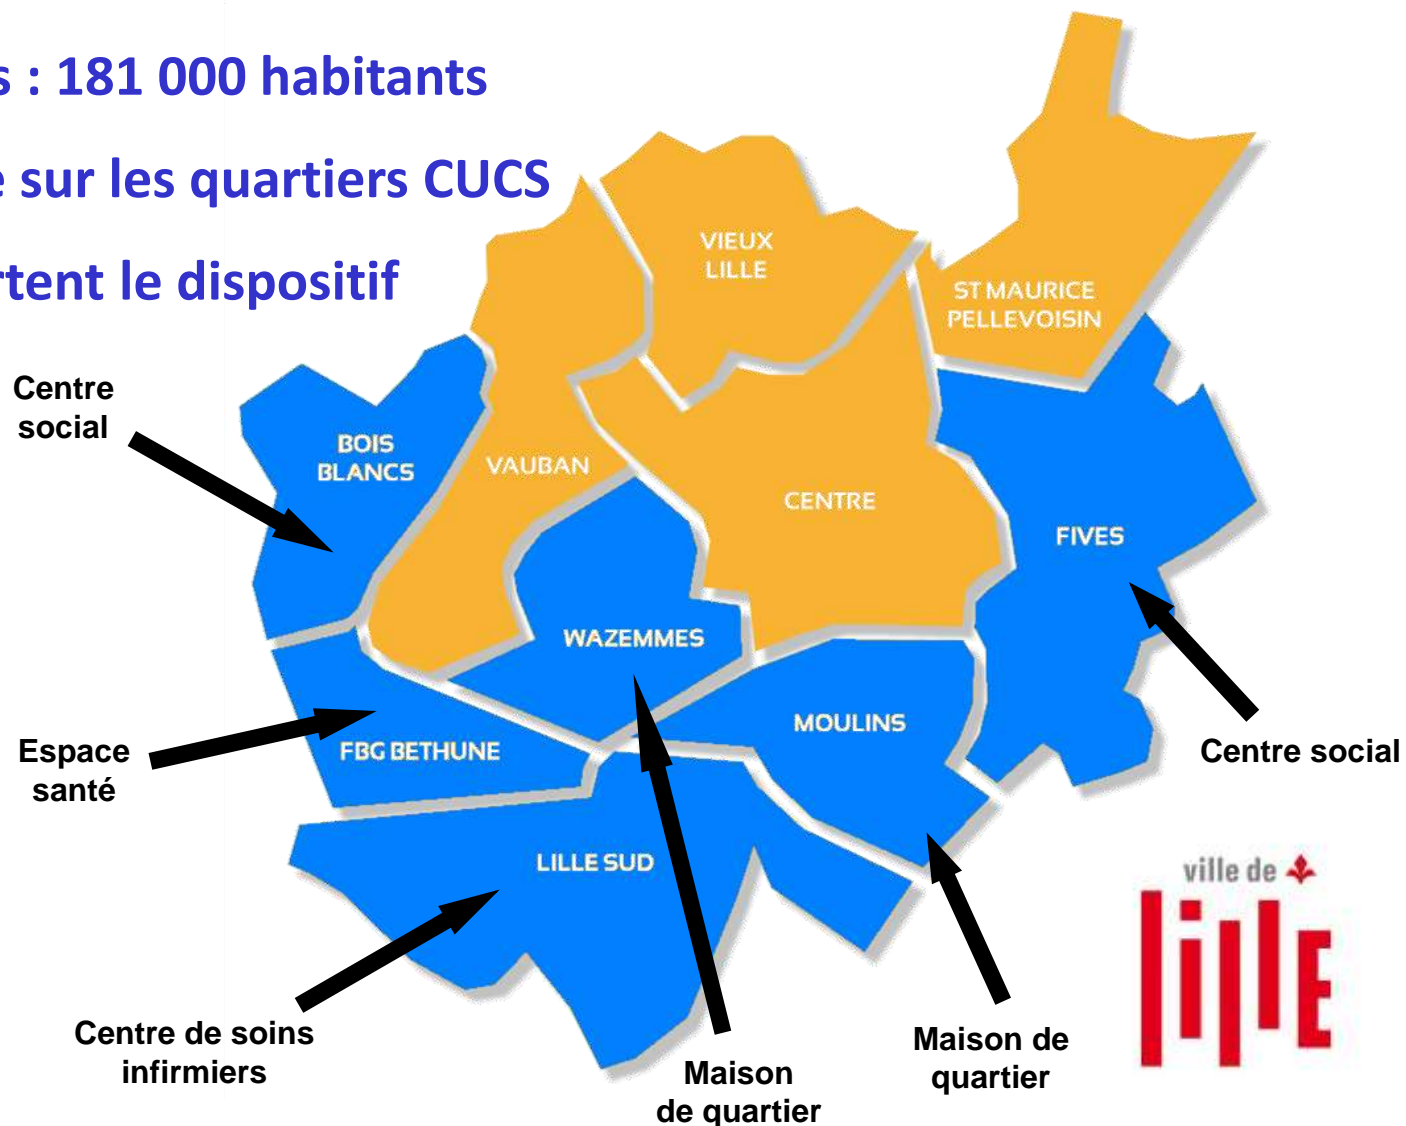 s : 181 000 habitants
e sur les quartiers CUCS
rtent le dispositif
VIEUX
LILLE
ST MAURICE
PELLEVOISIN
Centre
social
BOIS
BLANCS
VAUBAN
CENTRE
FIVES
WAZEMMES
MOULINS
FBG BETHUNE
Espace
santé
Centre social
LILLE SUD
ville de
lillE
Centre de soins
infirmiers
Maison
de quartier
Maison de
quartier